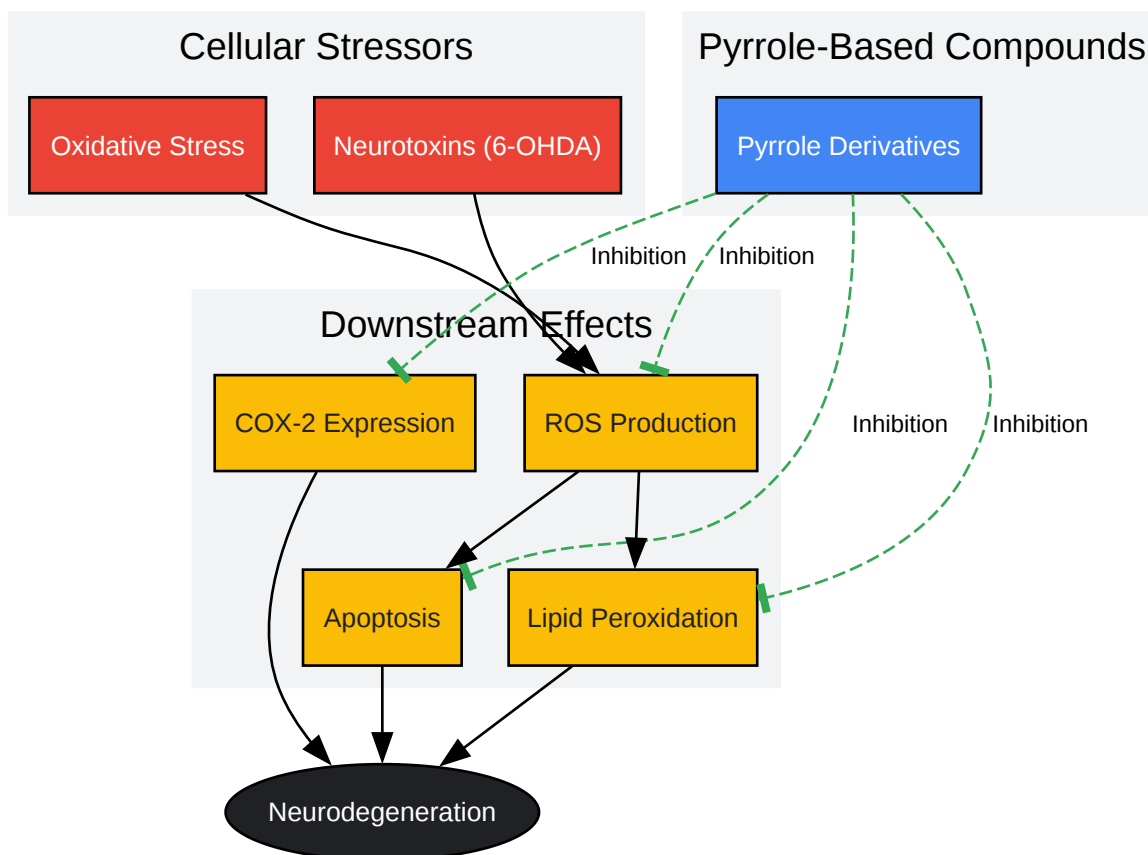 Cellular Stressors
Pyrrole-Based Compounds
Oxidative Stress
Neurotoxins (6-OHDA)
Pyrrole Derivatives
Inhibition
Inhibition
Downstream Effects
COX-2 Expression
ROS Production
Inhibition
Inhibition
Apoptosis
Lipid Peroxidation
Neurodegeneration